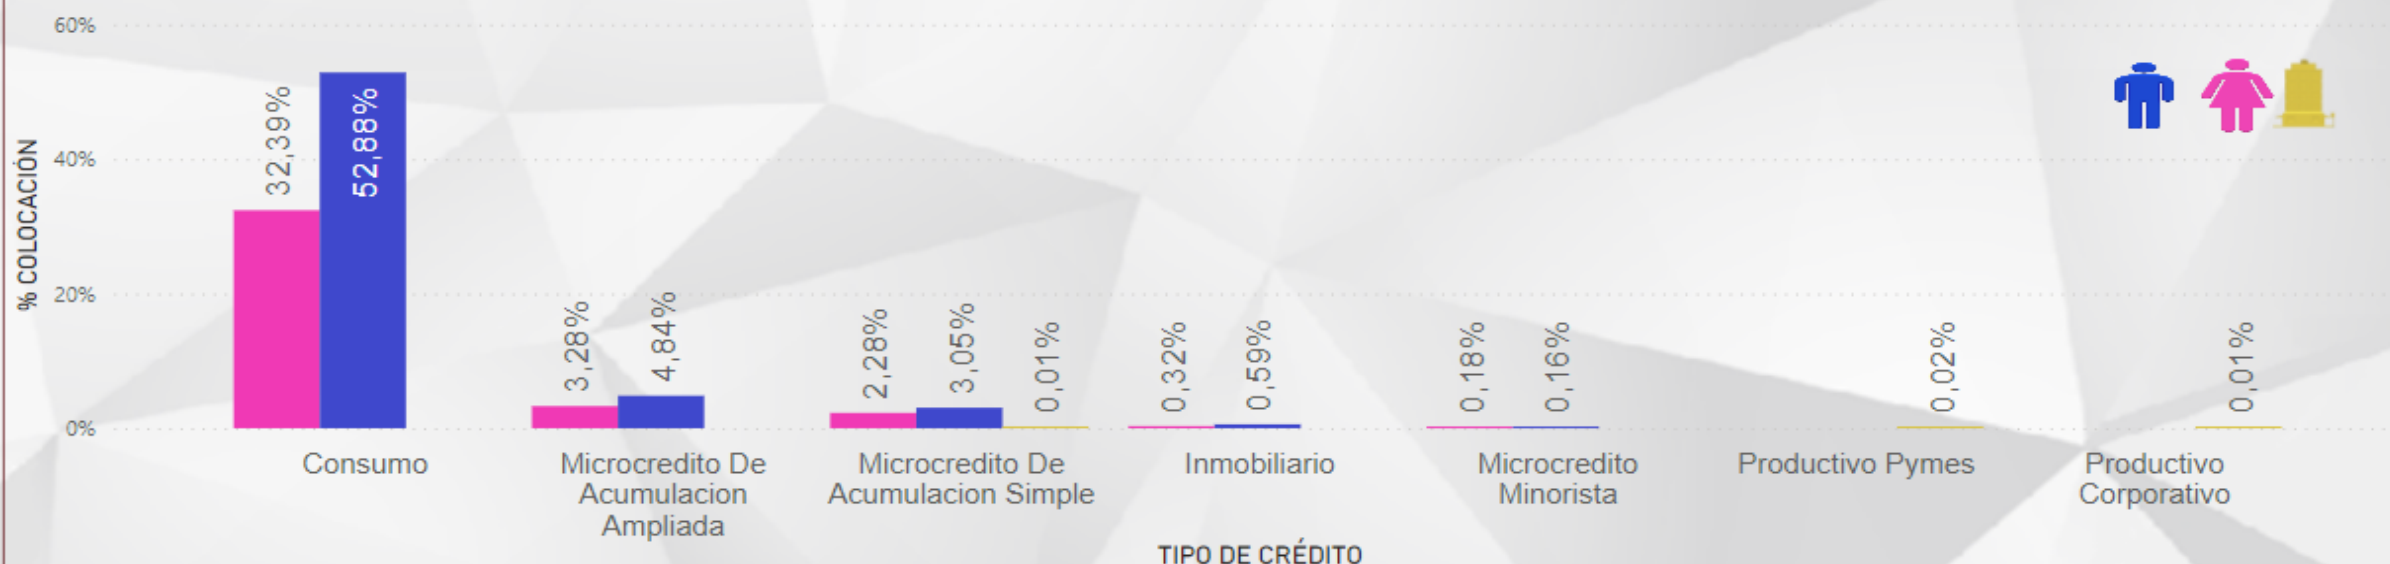 60%
40%
20%
0%
% COLOCACIÓN
32,39%
52,88%
3,28%
4,84%
2,28%
3,05%
0,01%
0,32%
0,59%
0,18%
0,16%
0,02%
0,01%
Consumo
Microcredito De
Acumulacion
Ampliada
Microcredito De
Acumulacion Simple
Inmobiliario
Microcredito
Minorista
Productivo Pymes
Productivo
Corporativo
TIPO DE CRÉDITO